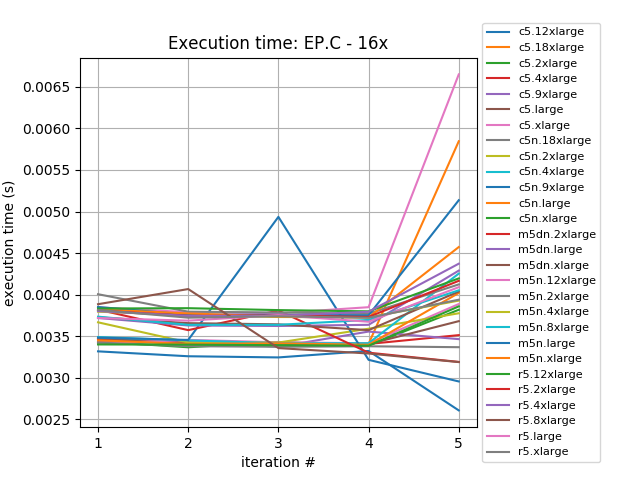 Execution time: EP.C - 16x
execution time (s)
0.0065
0.0060
0.0055
0.0050
0.0045
0.0040
0.0035
0.0030
0.0025
1 2 3 4 5
iteration #
c5.12xlarge
c5.18xlarge
c5.2xlarge
c5.4xlarge
c5.9xlarge
c5.large
c5.xlarge
c5n.18xlarge
c5n.2xlarge
c5n.4xlarge
c5n.9xlarge
c5n.large
c5n.xlarge
m5dn.2xlarge
m5dn.large
m5dn.xlarge
m5n.12xlarge
m5n.2xlarge
m5n.4xlarge
m5n.8xlarge
m5n.large
m5n.xlarge
r5.12xlarge
r5.2xlarge
r5.4xlarge
r5.8xlarge
r5.large
r5.xlarge